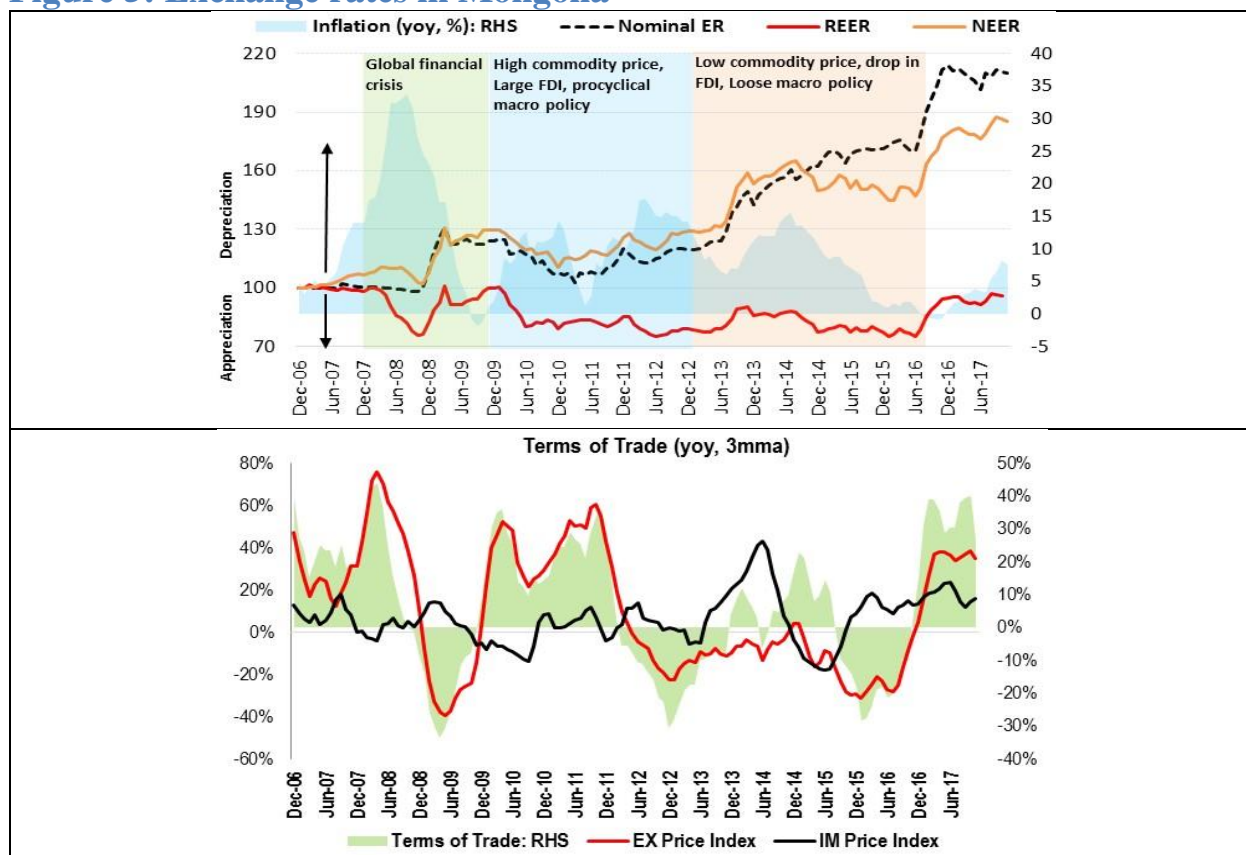 Figure 3: Exchange rates in Mongolia
Inflation (yoy, %): RHS Nominal ER REER NEER
220 40
190 35
160 30
130 25
100 20
70 15
10
5
0
-5
Depreciation
Appreciation
Global financial
crisis
High commodity price,
Large FDI, procyclical
macro policy
Low commodity price, drop in
FDI, Loose macro policy
Dec-06 Jun-07 Dec-07 Jun-08 Dec-08 Jun-09 Dec-09 Jun-10 Dec-10 Jun-11 Dec-11 Jun-12 Dec-12 Jun-13 Dec-13 Jun-14 Dec-14 Jun-15 Dec-15 Jun-16 Dec-16 Jun-17
Terms of Trade (yoy, 3mma)
80% 50%
60% 40%
40% 30%
20% 20%
0% 10%
-20% 0%
-40% -10%
-60% -20%
-30%
-40%
Dec-06 Jun-07 Dec-07 Jun-08 Dec-08 Jun-09 Dec-09 Jun-10 Dec-10 Jun-11 Dec-11 Jun-12 Dec-12 Jun-13 Dec-13 Jun-14 Dec-14 Jun-15 Dec-15 Jun-16 Dec-16 Jun-17
Terms of Trade: RHS EX Price Index IM Price Index